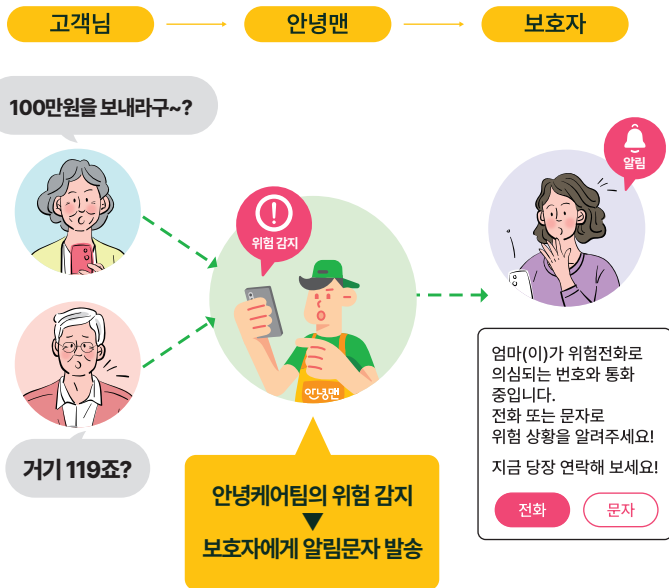 고객님
안녕맨
보호자
100만원을 보내라구~?
알림
위험 감지
안녕맨
거기 119죠?
안녕케어팀의 위험 감지
▼
보호자에게 알림문자 발송
엄마(이)가 위험전화로
의심되는 번호와 통화
중입니다.
전화 또는 문자로
위험 상황을 알려주세요!
지금 당장 연락해 보세요!
전화
문자